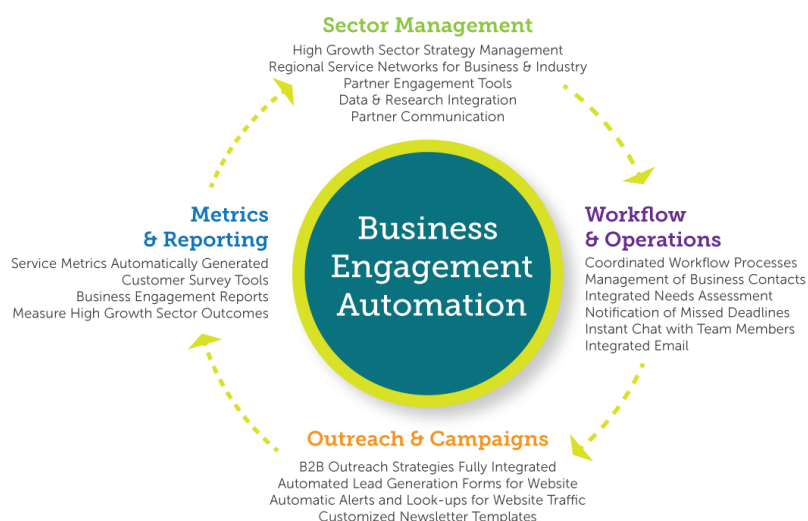 Sector Management
High Growth Sector Strategy Management
Regional Service Networks for Business & Industry
Partner Engagement Tools
Data & Research Integration
Partner Communication
Metrics
& Reporting
Service Metrics Automatically Generated
Customer Survey Tools
Business Engagement Reports
Measure High Growth Sector Outcomes
Business
Engagement
Automation
Workflow
& Operations
Coordinated Workflow Processes
Management of Business Contacts
Integrated Needs Assessment
Notification of Missed Deadlines
Instant Chat with Team Members
Integrated Email
Outreach & Campaigns
B2B Outreach Strategies Fully Integrated
Automated Lead Generation Forms for Website
Automatic Alerts and Look-ups for Website Traffic
Customized Newsletter Templates